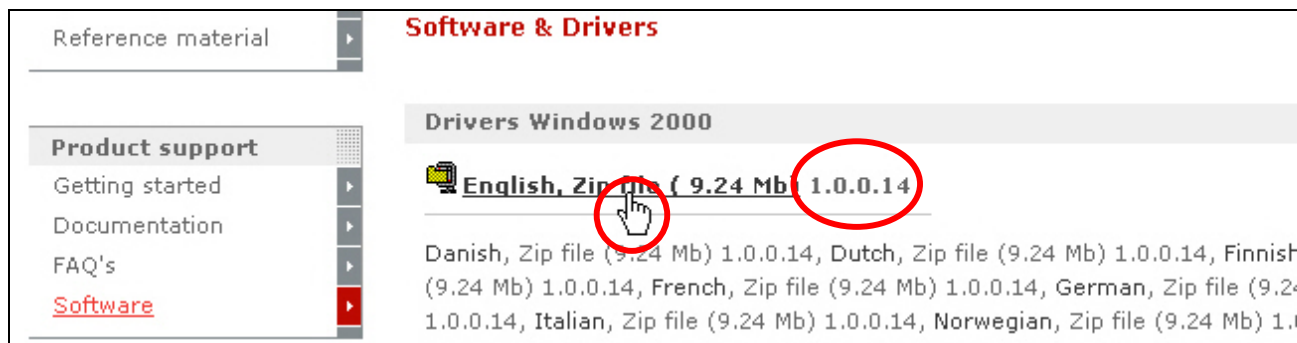 Reference material
Product support
Getting started
Documentation
FAQ's
Software
Software & Drivers
Drivers Windows 2000
English, Zip file ( 9.24 Mb) 1.0.0.14
Danish, Zip file (9.24 Mb) 1.0.0.14, Dutch, Zip file (9.24 Mb) 1.0.0.14, Finnish
(9.24 Mb) 1.0.0.14, French, Zip file (9.24 Mb) 1.0.0.14, German, Zip file (9.24
1.0.0.14, Italian, Zip file (9.24 Mb) 1.0.0.14, Norwegian, Zip file (9.24 Mb)